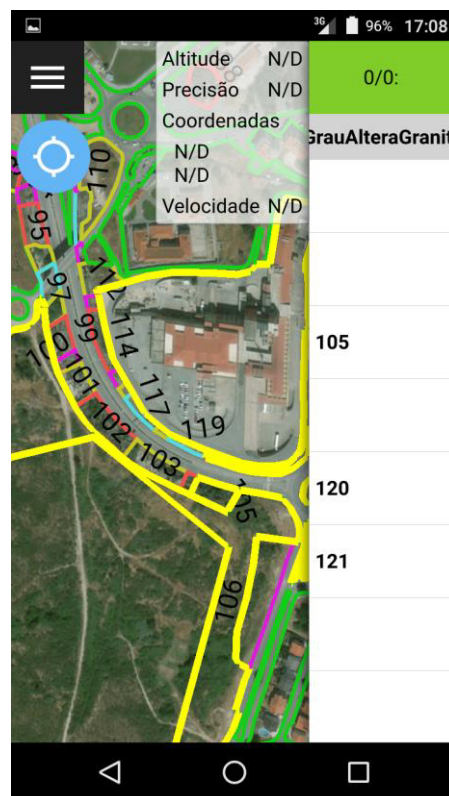 3G 96% 17:08
Altitude N/D
Precisão N/D
Coordenadas
N/D
N/D
Velocidade N/D
0/0:
GrauAlteraGranit
110
95
97
112
99
114
101
117
102
119
103
105
106
105
120
121